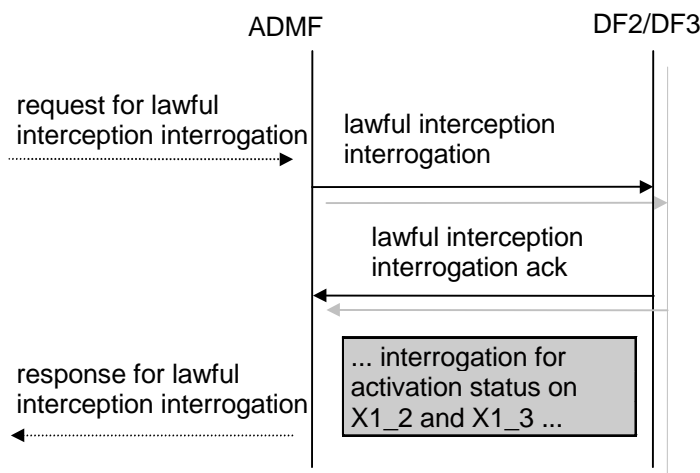 ADMF
DF2/DF3
request for lawful
interception interrogation
lawful interception
interrogation
lawful interception
interrogation ack
... interrogation for
activation status on
X1_2 and X1_3 ...
response for lawful
interception interrogation